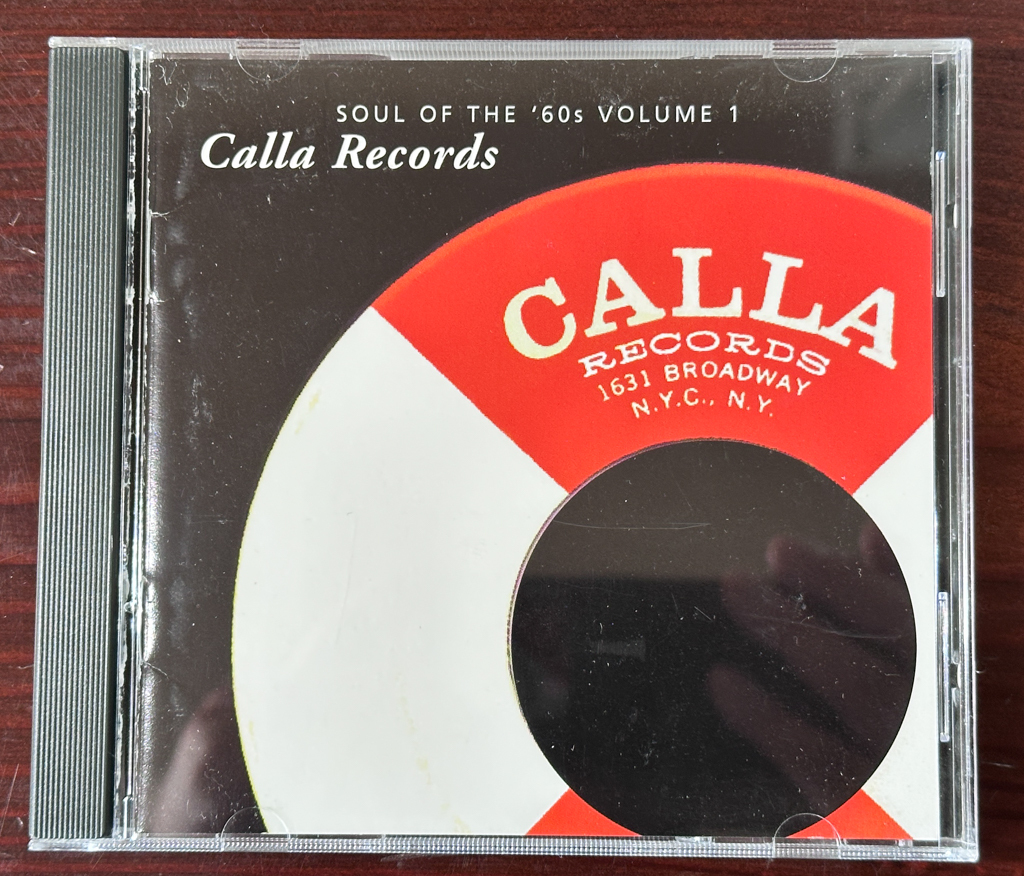 SOUL OF THE '60s VOLUME 1
Calla Records
CALLA
RECORDS
1631 BROADWAY
N.Y.C., N.Y.